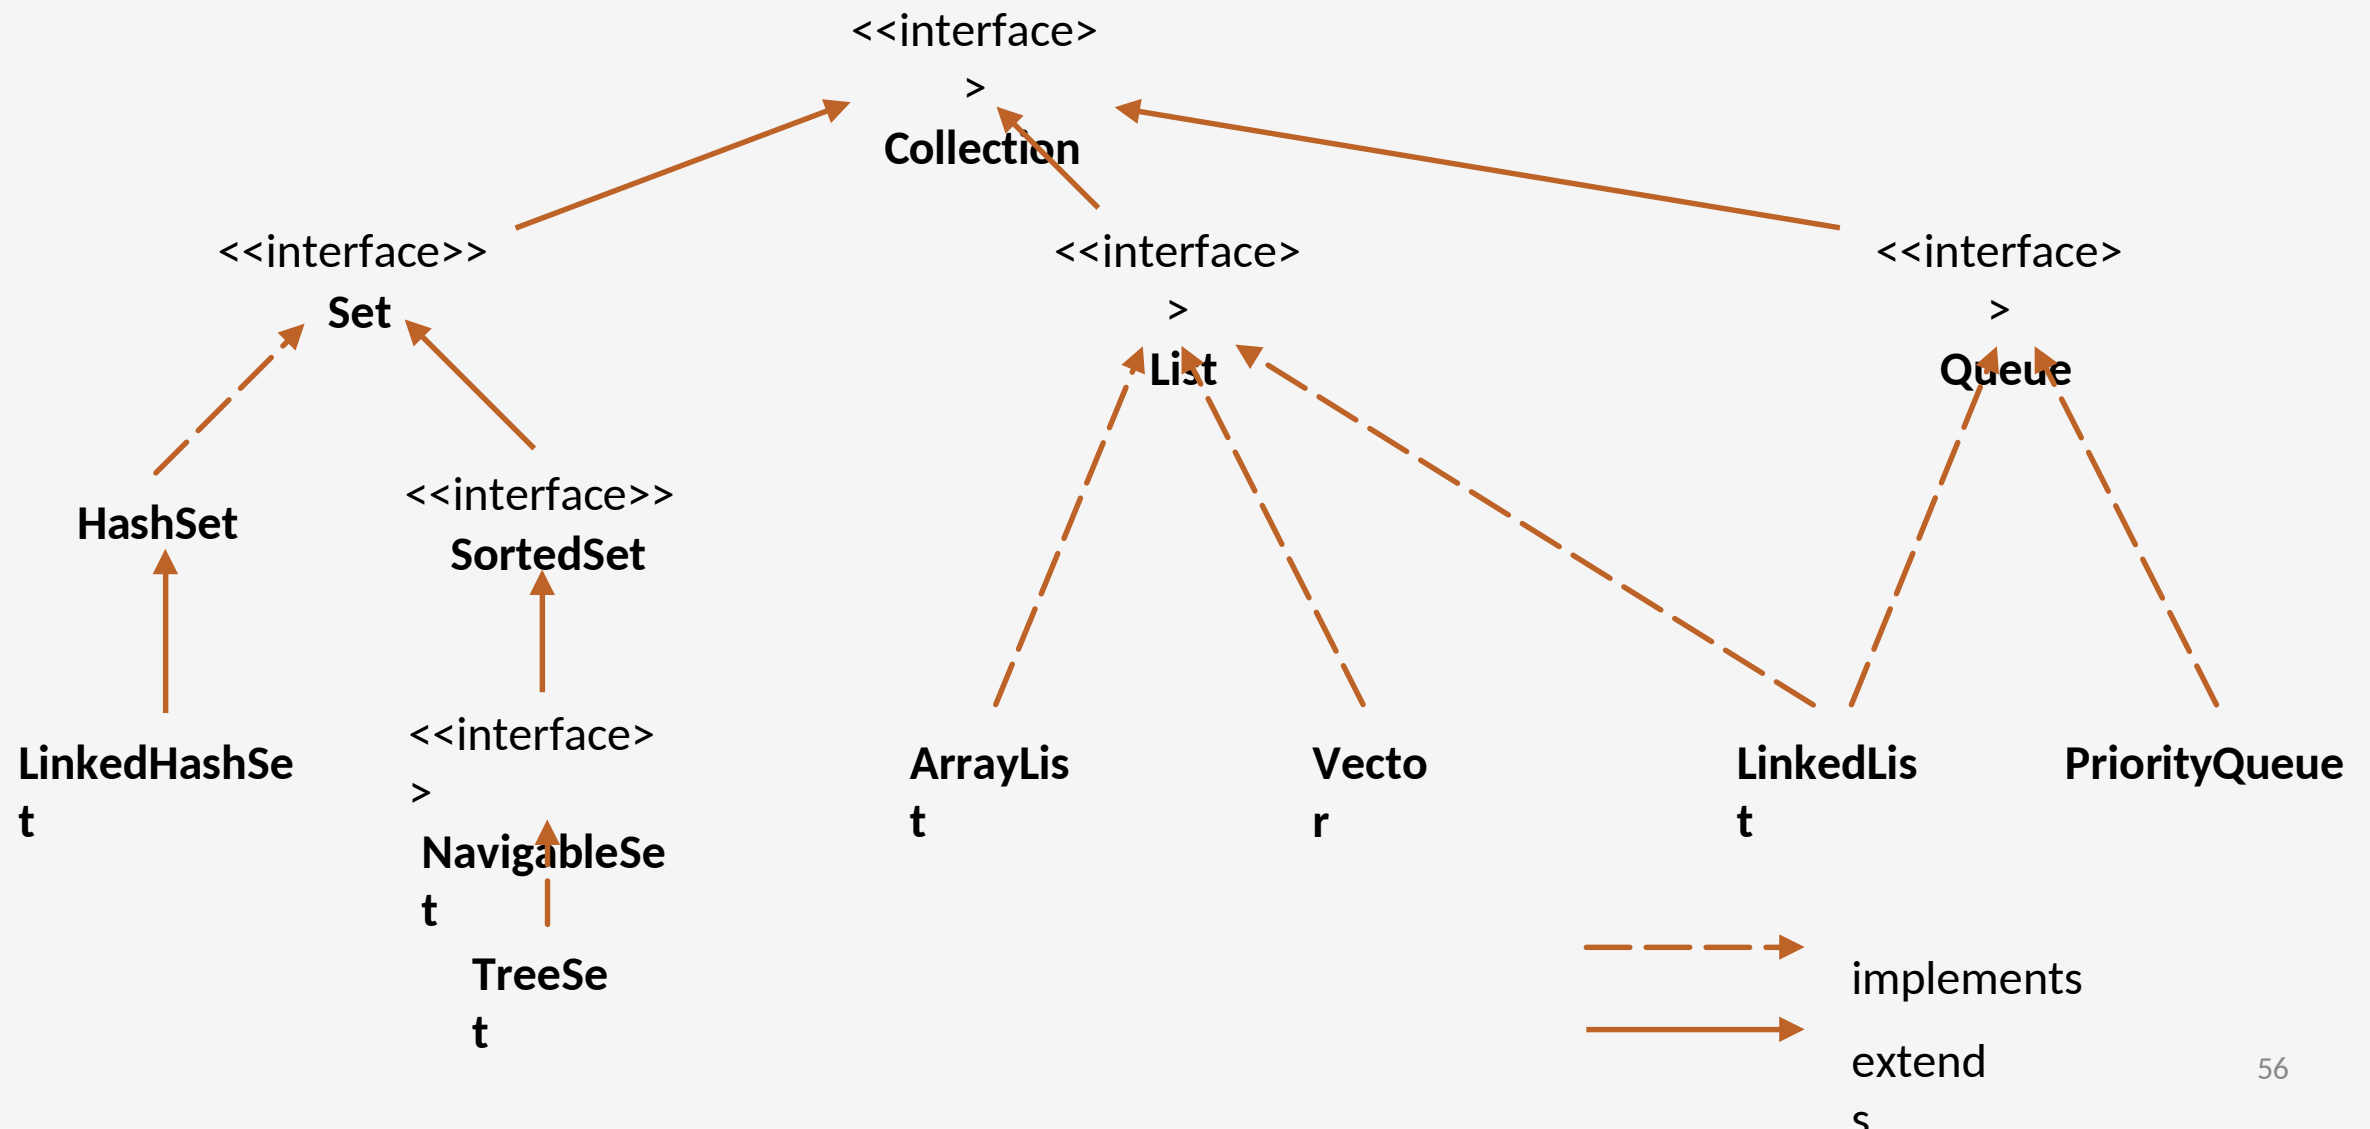 <<interface>
>
Collection
<<interface>>
Set
<<interface>
>
List
<<interface>
>
Queue
HashSet
<<interface>>
SortedSet
LinkedHashSe
t
<<interface>
>
NavigableSe
t
TreeSe
t
ArrayLis
t
Vecto
r
LinkedLis
t
PriorityQueue
implements
extend
s
56